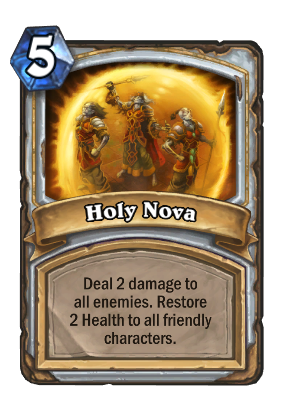 5
Holy Nova
Deal 2 damage to
all enemies. Restore
2 Health to all friendly
characters.